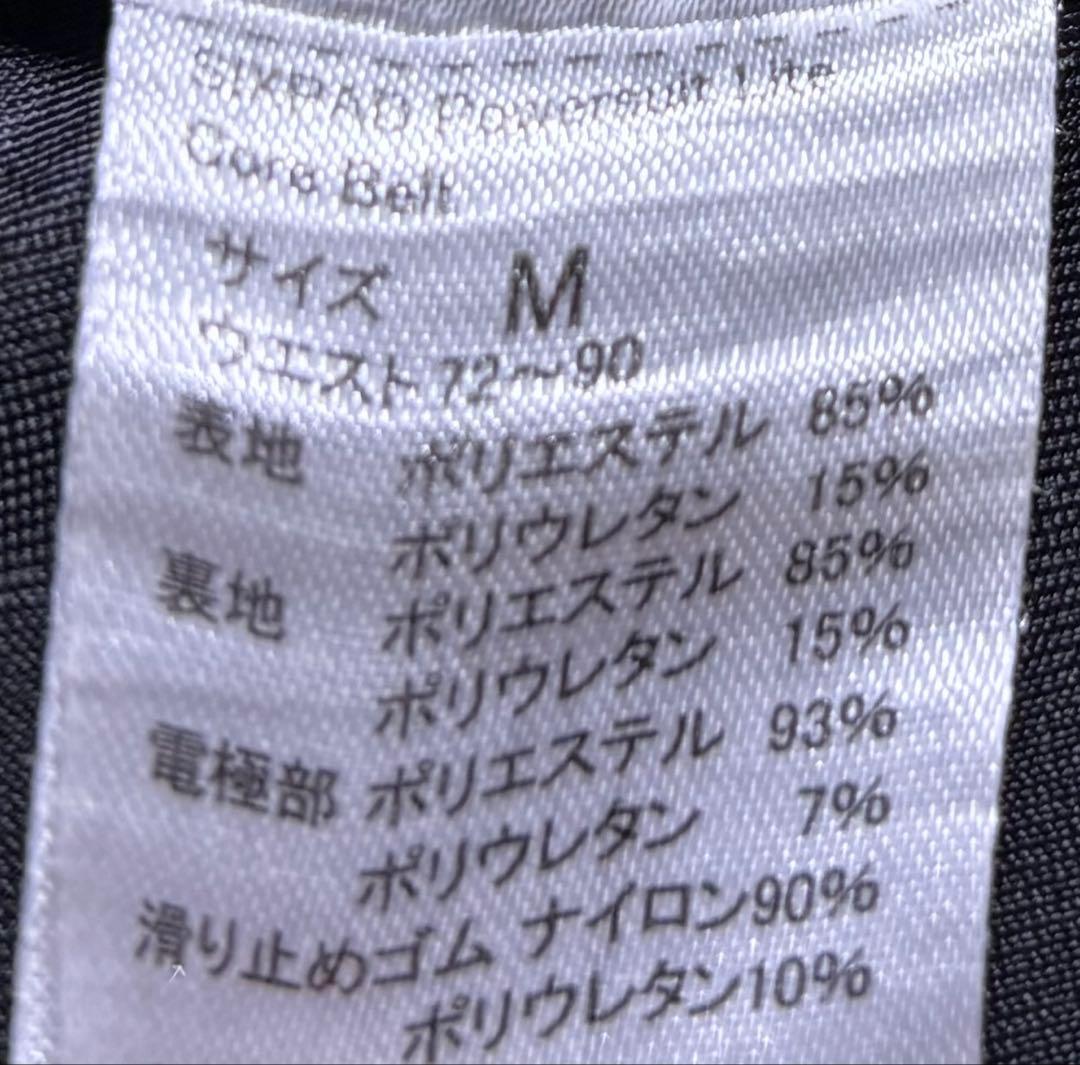 SIXPAD Powersuit Lite
Core Belt
サイズ M
ウエスト 72～90
表地 ポリエステル 85%
ポリウレタン 15%
裏地 ポリエステル 85%
ポリウレタン 15%
電極部 ポリエステル 93%
ポリウレタン 7%
滑り止めゴム ナイロン90%
ポリウレタン10%